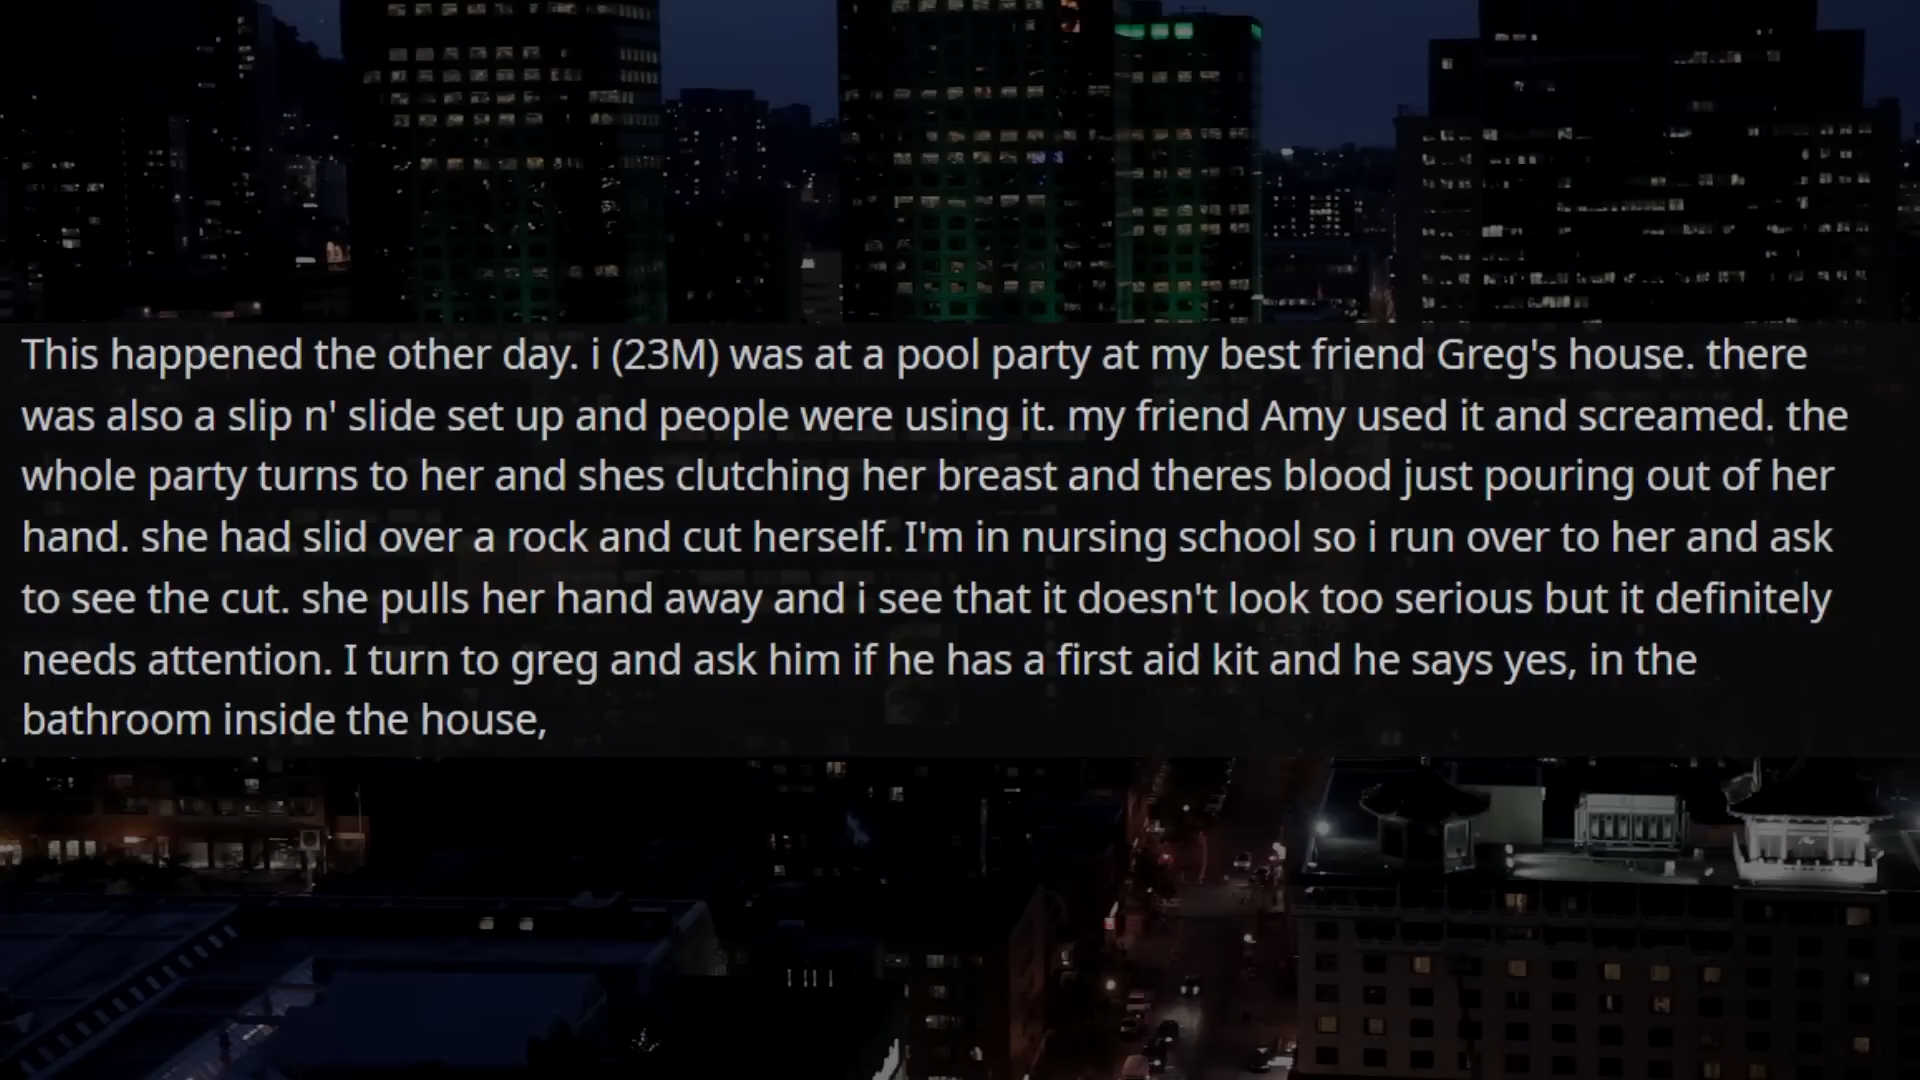 This happened the other day. i (23M) was at a pool party at my best friend Greg's house. there
was also a slip n' slide set up and people were using it. my friend Amy used it and screamed. the
whole party turns to her and shes clutching her breast and theres blood just pouring out of her
hand. she had slid over a rock and cut herself. I'm in nursing school so i run over to her and ask
to see the cut. she pulls her hand away and i see that it doesn't look too serious but it definitely
needs attention. I turn to greg and ask him if he has a first aid kit and he says yes, in the
bathroom inside the house,